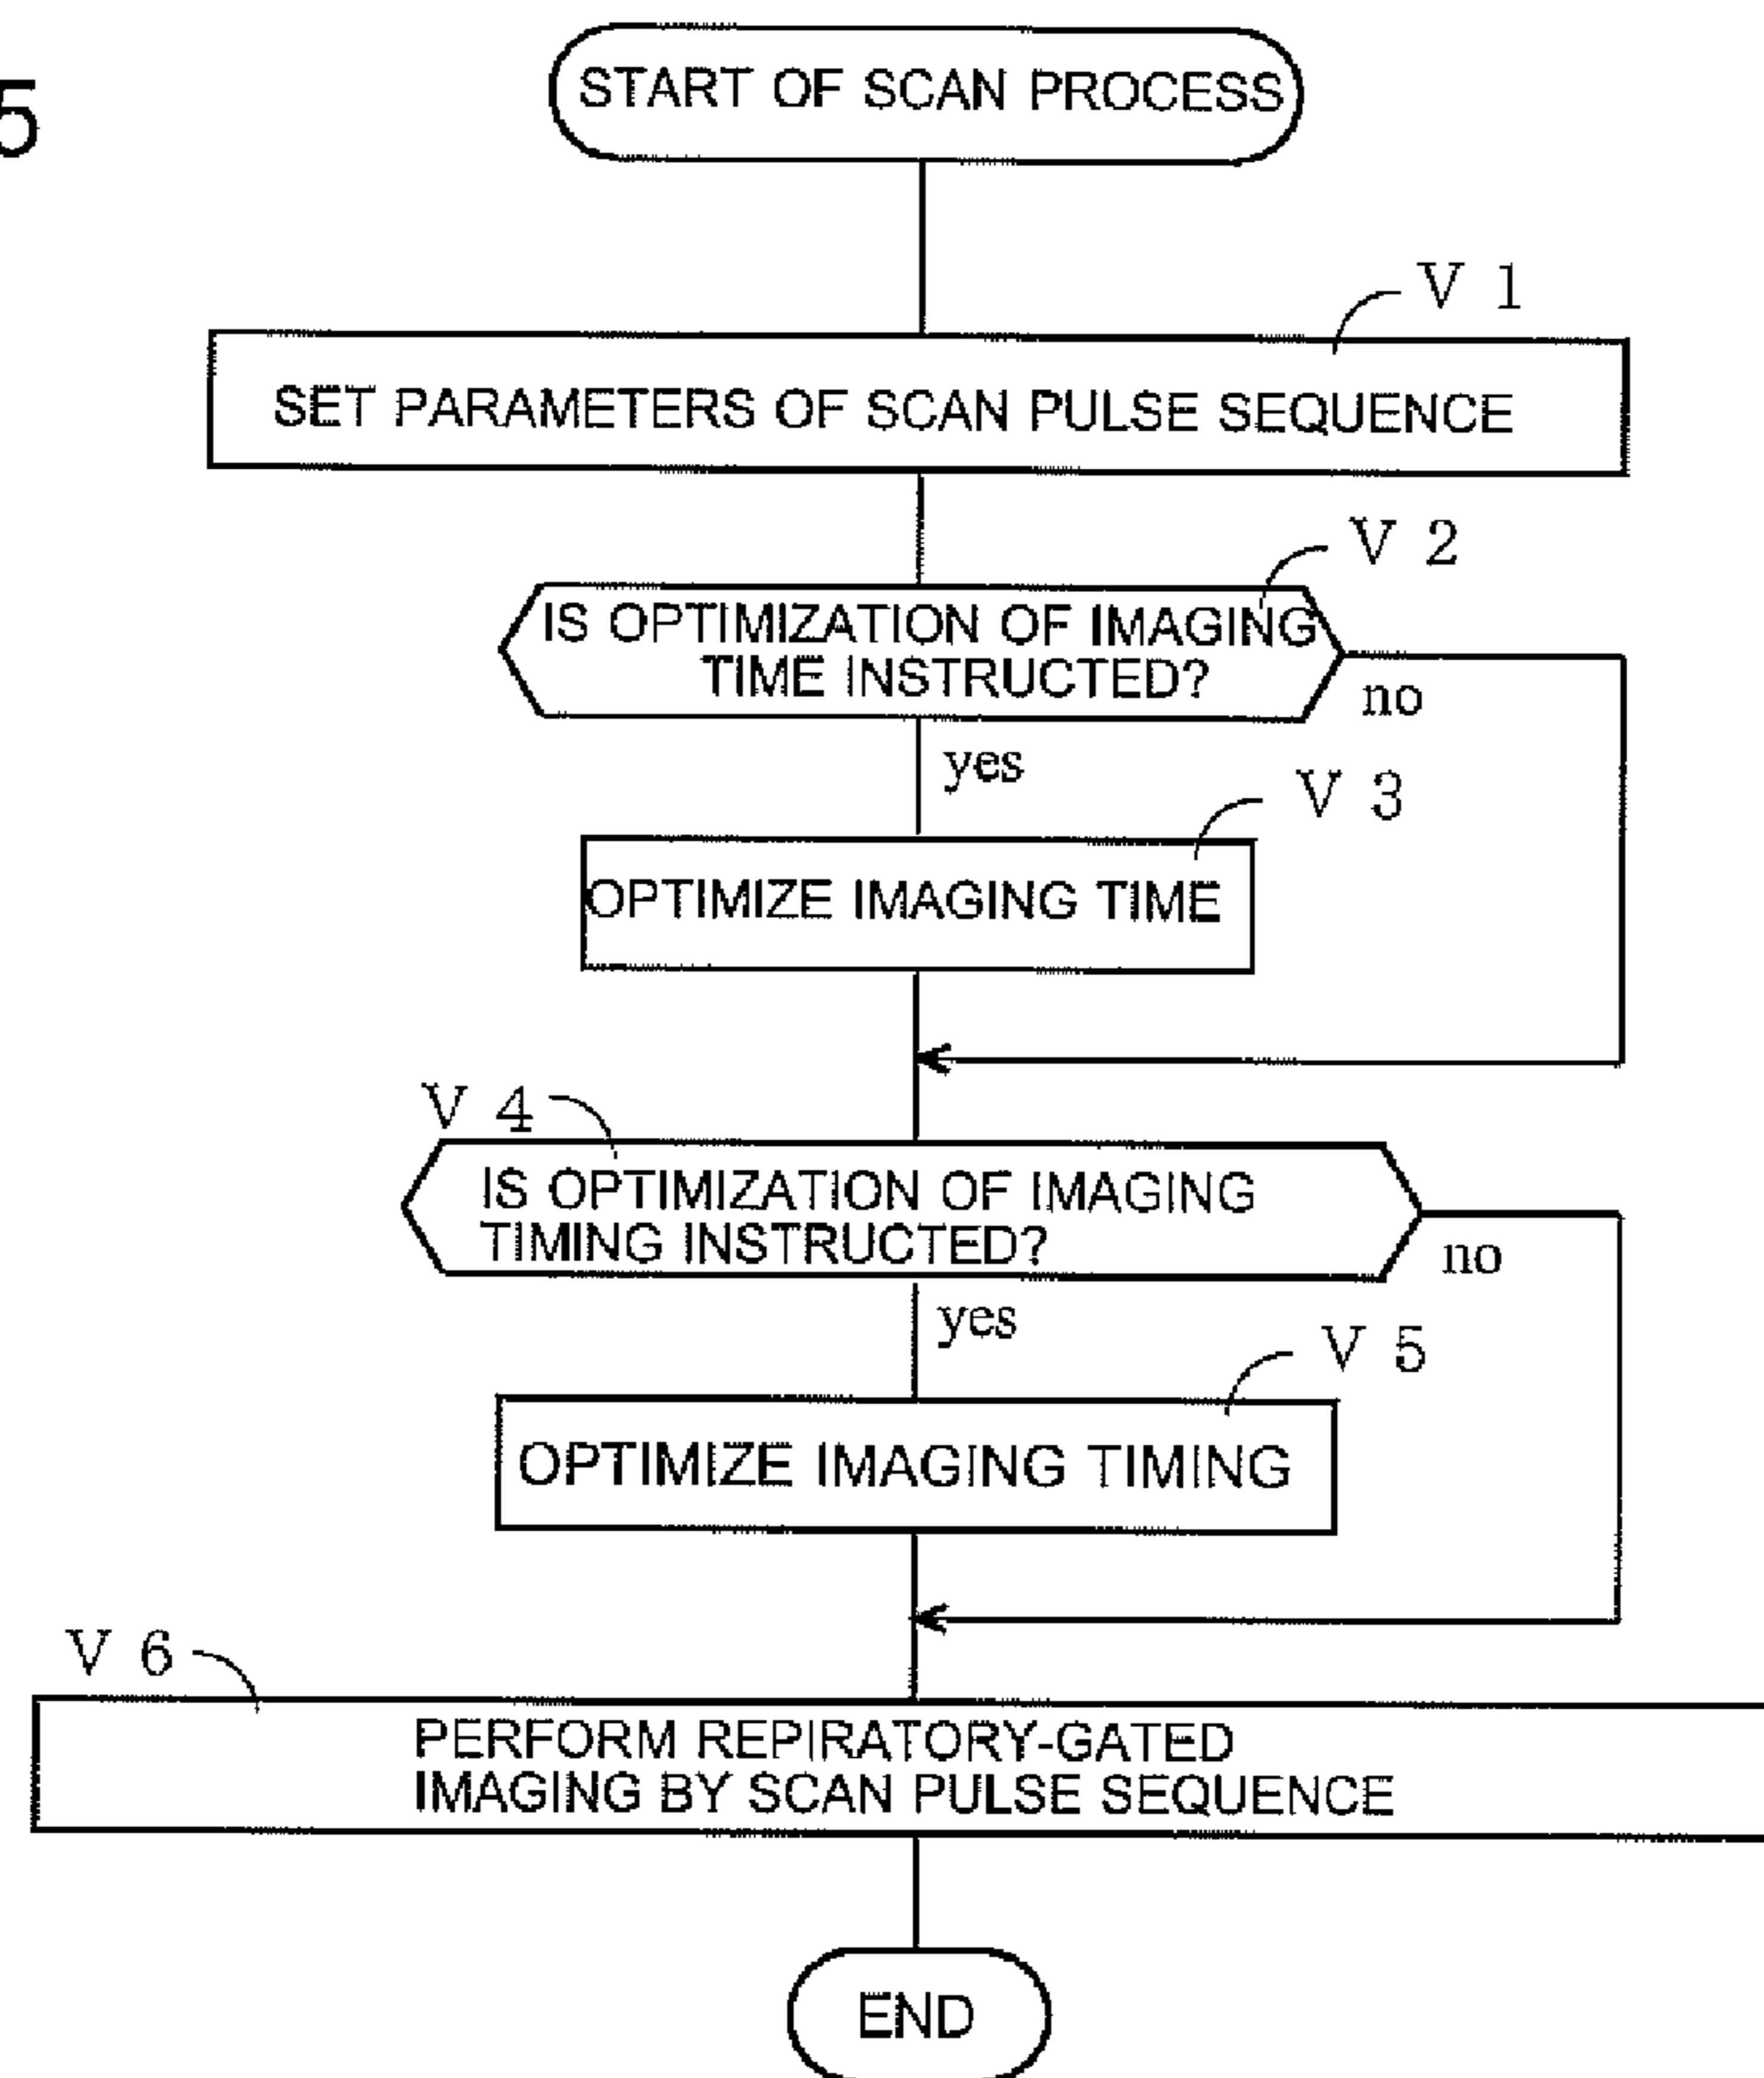 5
START OF SCAN PROCESS
V 1
SET PARAMETERS OF SCAN PULSE SEQUENCE
V 2
IS OPTIMIZATION OF IMAGING
TIME INSTRUCTED?
no
yes
V 3
OPTIMIZE IMAGING TIME
V 4
IS OPTIMIZATION OF IMAGING
TIMING INSTRUCTED?
no
yes
V 5
OPTIMIZE IMAGING TIMING
V 6
PERFORM REPIRATORY-GATED
IMAGING BY SCAN PULSE SEQUENCE
END